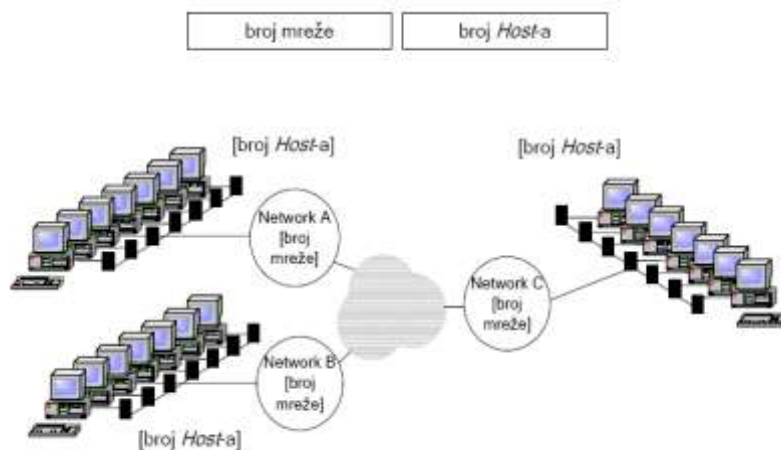 broj mreže
broj Host-a
[broj Host-a]
[broj Host-a]
Network A
[broj
mreže]
Network C
[broj
mreže]
Network B
[broj
mreže]
[broj Host-a]